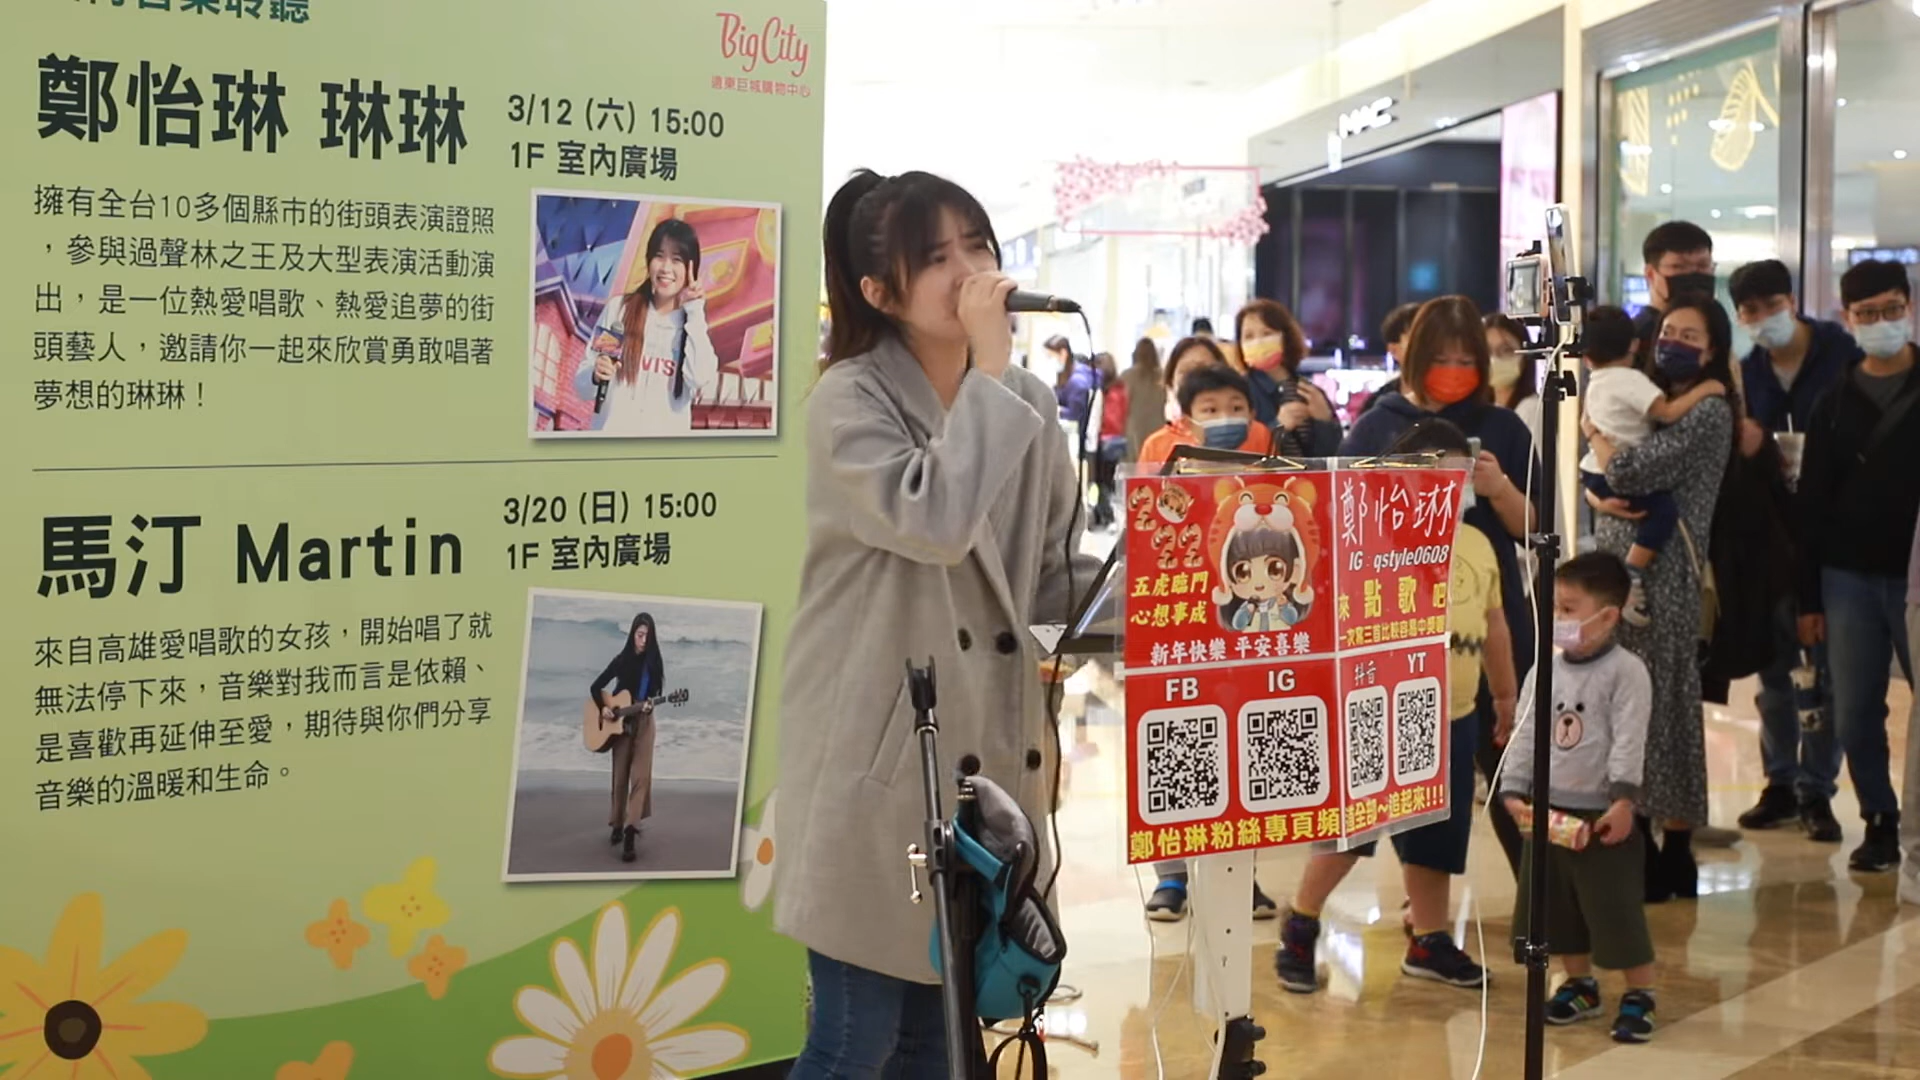 BigCity
遠東巨城購物中心
鄭怡琳 琳琳
3/12 (六) 15:00
1F 室內廣場
擁有全台10多個縣市的街頭表演證照
，參與過聲林之王及大型表演活動演
出，是一位熱愛唱歌、熱愛追夢的街
頭藝人，邀請你一起來欣賞勇敢唱著
夢想的琳琳！
馬汀 Martin
3/20 (日) 15:00
1F 室內廣場
來自高雄愛唱歌的女孩，開始唱了就
無法停下來，音樂對我而言是依賴、
是喜歡再延伸至愛，期待與你們分享
音樂的溫暖和生命。
MAC
五虎臨門
心想事成
新年快樂 平安喜樂
鄭怡琳
IG:qstyle0608
來點歌吧
FB
IG
抖音
YT
鄭怡琳粉絲專頁頻道全部~追起來!!!